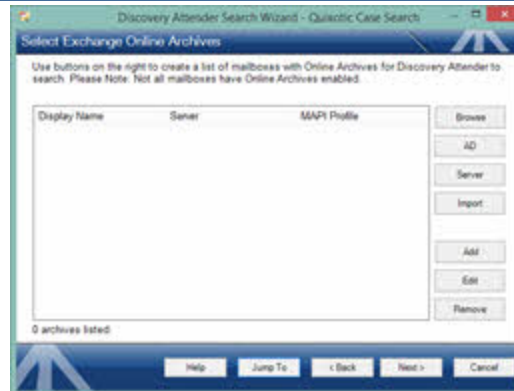 Discovery Attender Search Wizard - Quixotic Case Search
Select Exchange Online Archives
Use buttons on the right to create a list of mailboxes with Online Archives for Discovery Attender to
search. Please Note: Not all mailboxes have Online Archives enabled.
Display Name Server MAPI Profile
Browse
AD
Server
Import
Add
Edit
Remove
0 archives listed.
Help Jump To < Back Next > Cancel